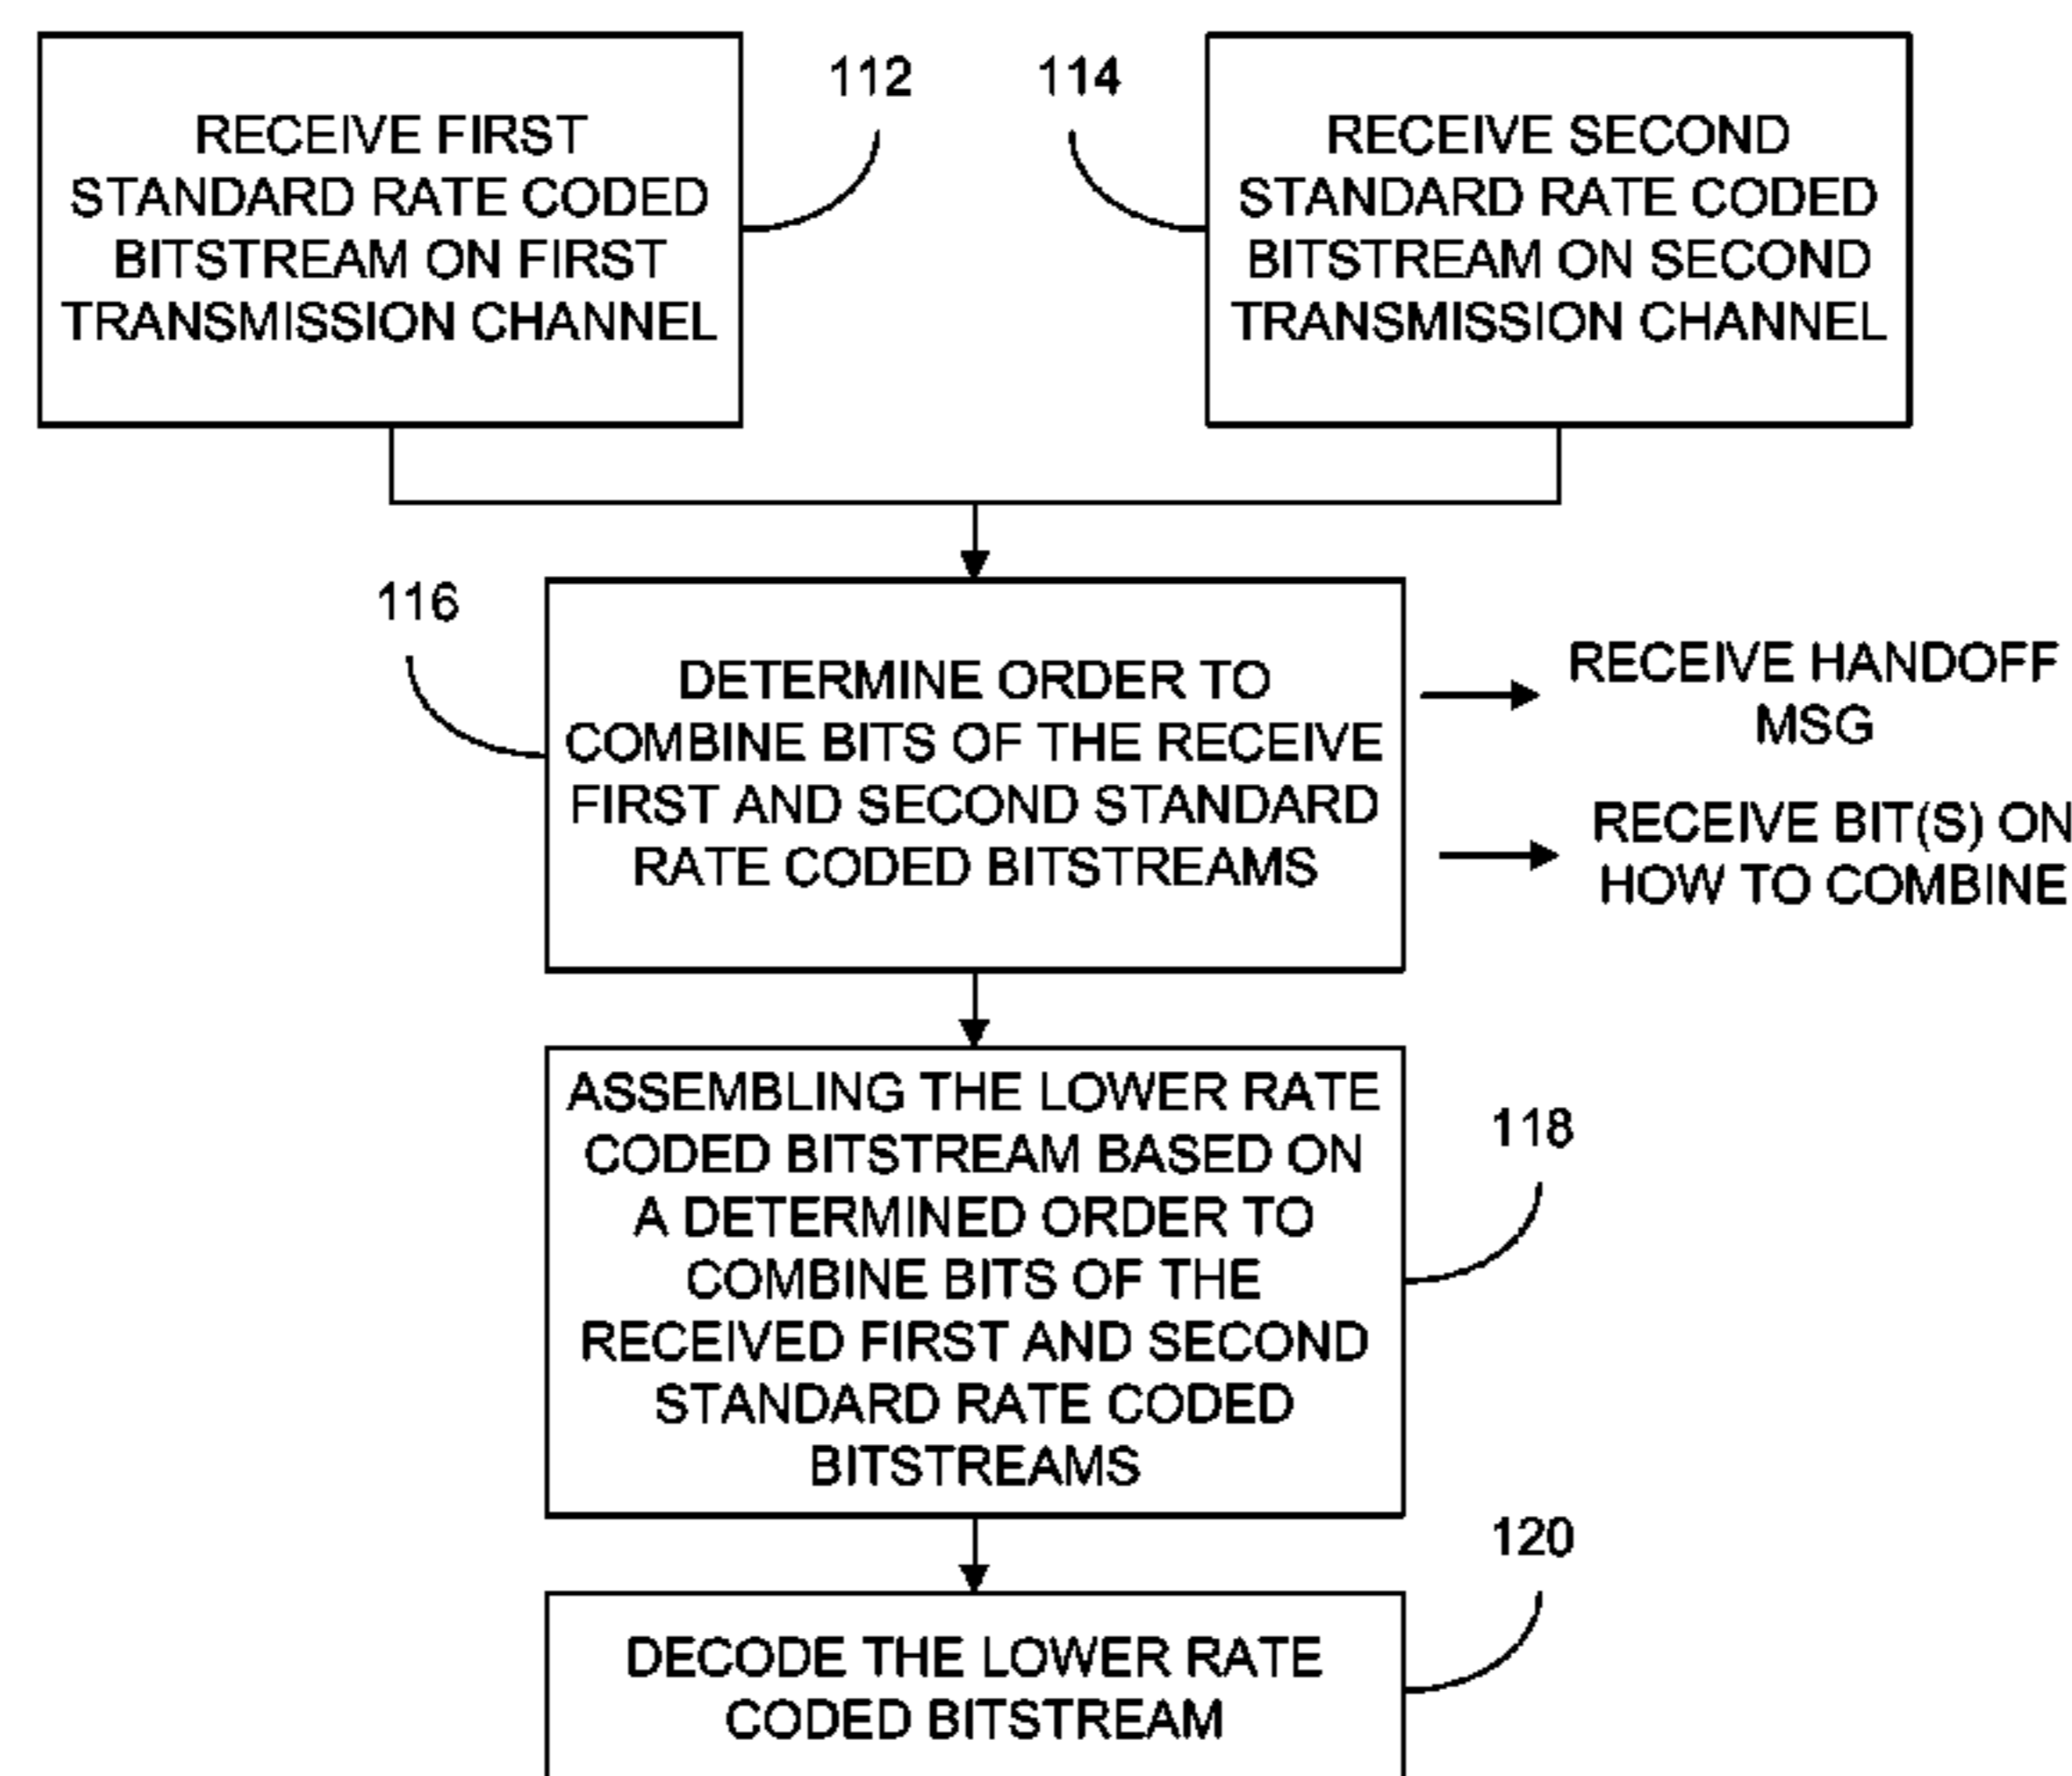 RECEIVE FIRST
STANDARD RATE CODED
BITSTREAM ON FIRST
TRANSMISSION CHANNEL
112
114
RECEIVE SECOND
STANDARD RATE CODED
BITSTREAM ON SECOND
TRANSMISSION CHANNEL
116
DETERMINE ORDER TO
COMBINE BITS OF THE RECEIVE
FIRST AND SECOND STANDARD
RATE CODED BITSTREAMS
RECEIVE HANDOFF
MSG
RECEIVE BIT(S) ON
HOW TO COMBINE
ASSEMBLING THE LOWER RATE
CODED BITSTREAM BASED ON
A DETERMINED ORDER TO
COMBINE BITS OF THE
RECEIVED FIRST AND SECOND
STANDARD RATE CODED
BITSTREAMS
118
120
DECODE THE LOWER RATE
CODED BITSTREAM